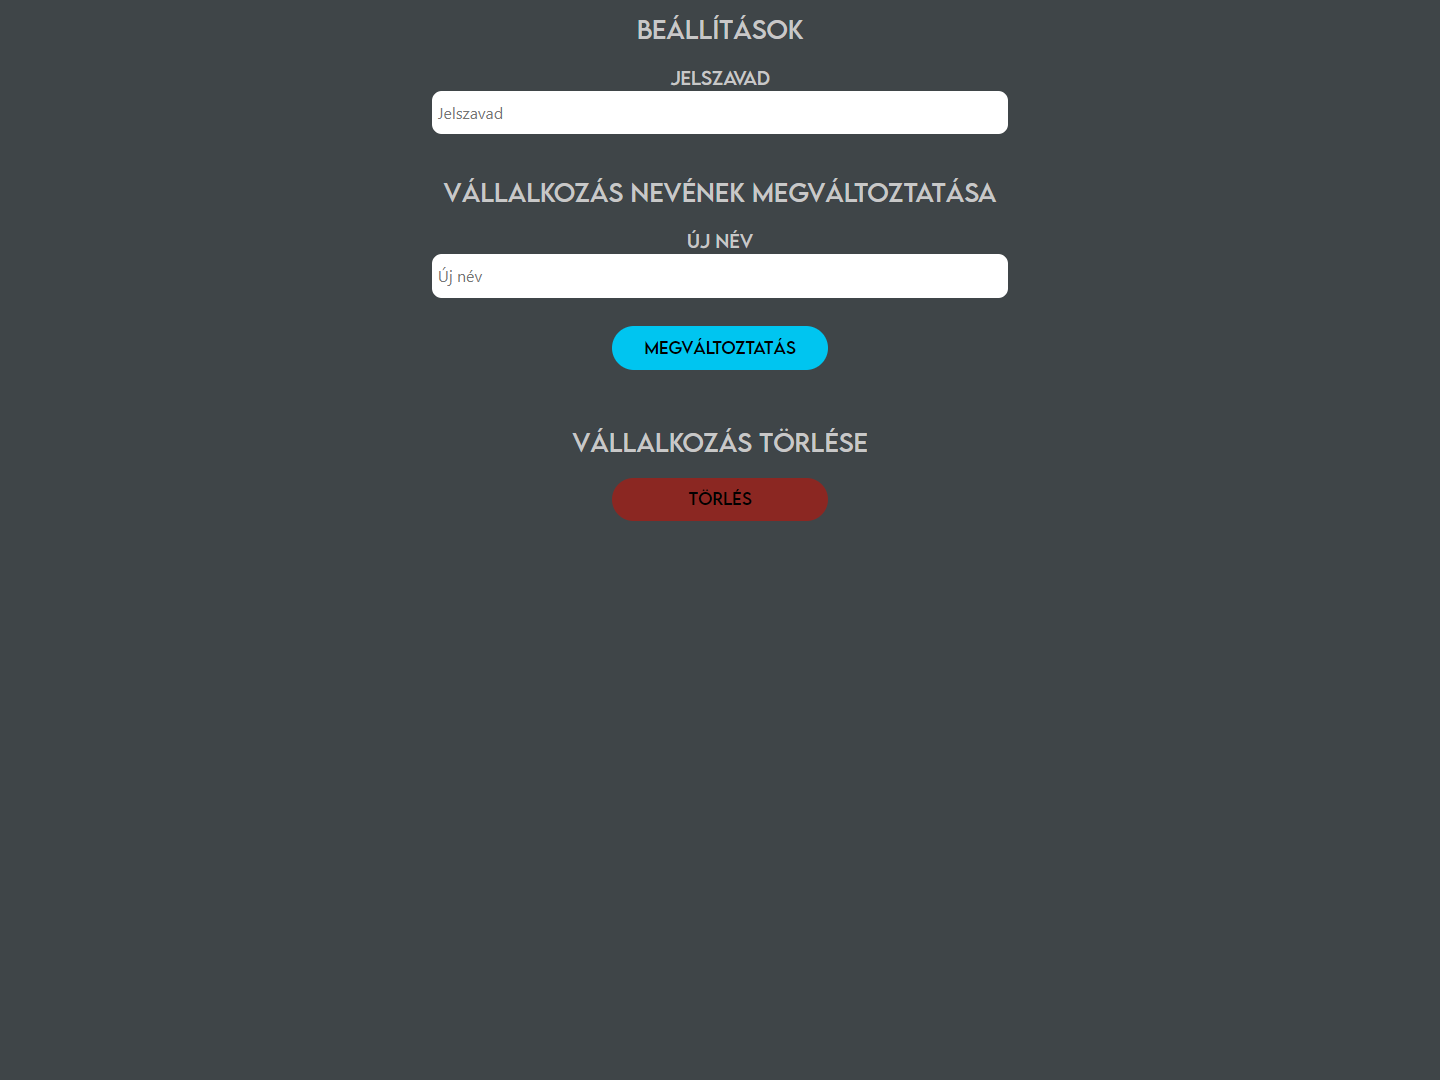 BEÁLLÍTÁSOK
JELSZAVAD
Jelszavad
VÁLLALKOZÁS NEVÉNEK MEGVÁLTOZTATÁSA
ÚJ NÉV
Új név
MEGVÁLTOZTATÁS
VÁLLALKOZÁS TÖRLÉSE
TÖRLÉS